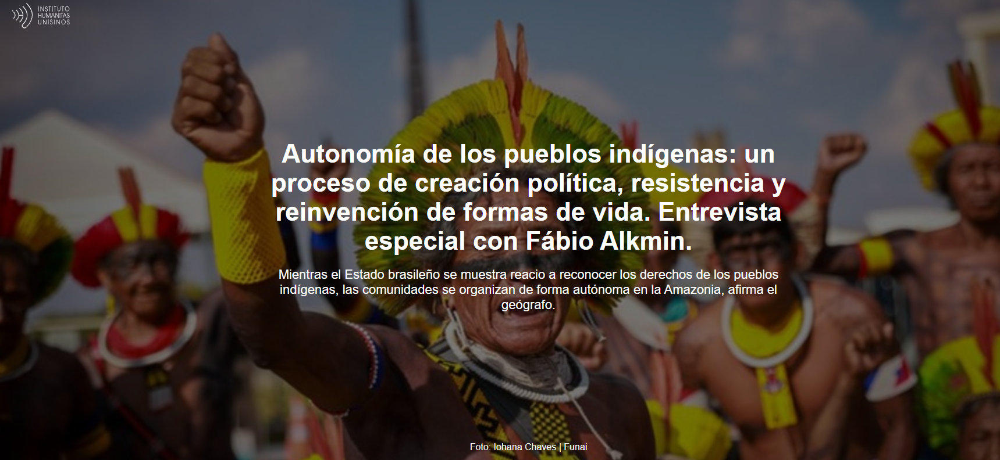 INSTITUTO
HUMANITAS
UNISINOS
Autonomía de los pueblos indígenas: un
proceso de creación política, resistencia y
reinvención de formas de vida. Entrevista
especial con Fábio Alkmin.
Mientras el Estado brasileño se muestra reacio a reconocer los derechos de los pueblos
indígenas, las comunidades se organizan de forma autónoma en la Amazonia, afirma el
geógrafo.
Foto: Iohana Chaves | Funai